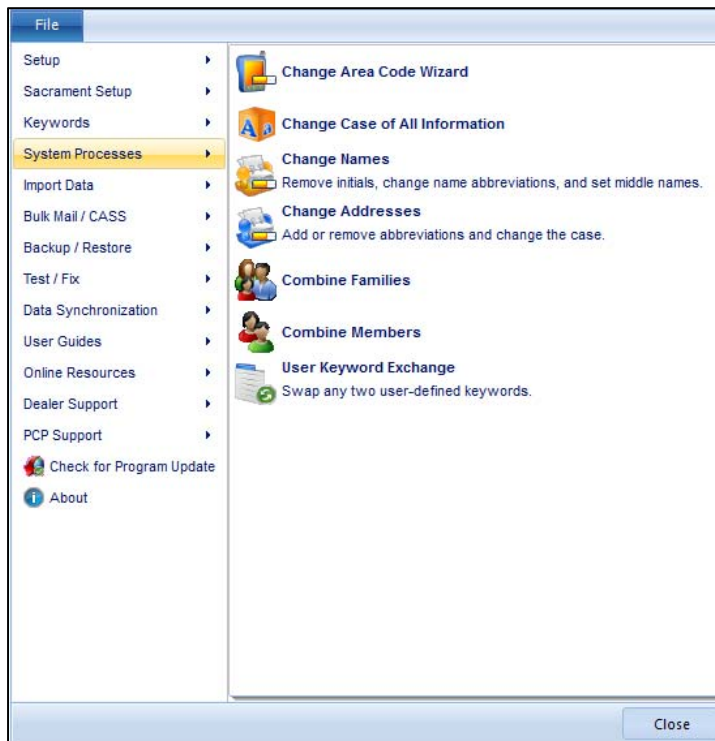 File
Setup
Sacrament Setup
Keywords
System Processes
Import Data
Bulk Mail / CASS
Backup / Restore
Test / Fix
Data Synchronization
User Guides
Online Resources
Dealer Support
PCP Support
Check for Program Update
About
Change Area Code Wizard
Change Case of All Information
Change Names
Remove initials, change name abbreviations, and set middle names.
Change Addresses
Add or remove abbreviations and change the case.
Combine Families
Combine Members
User Keyword Exchange
Swap any two user-defined keywords.
Close